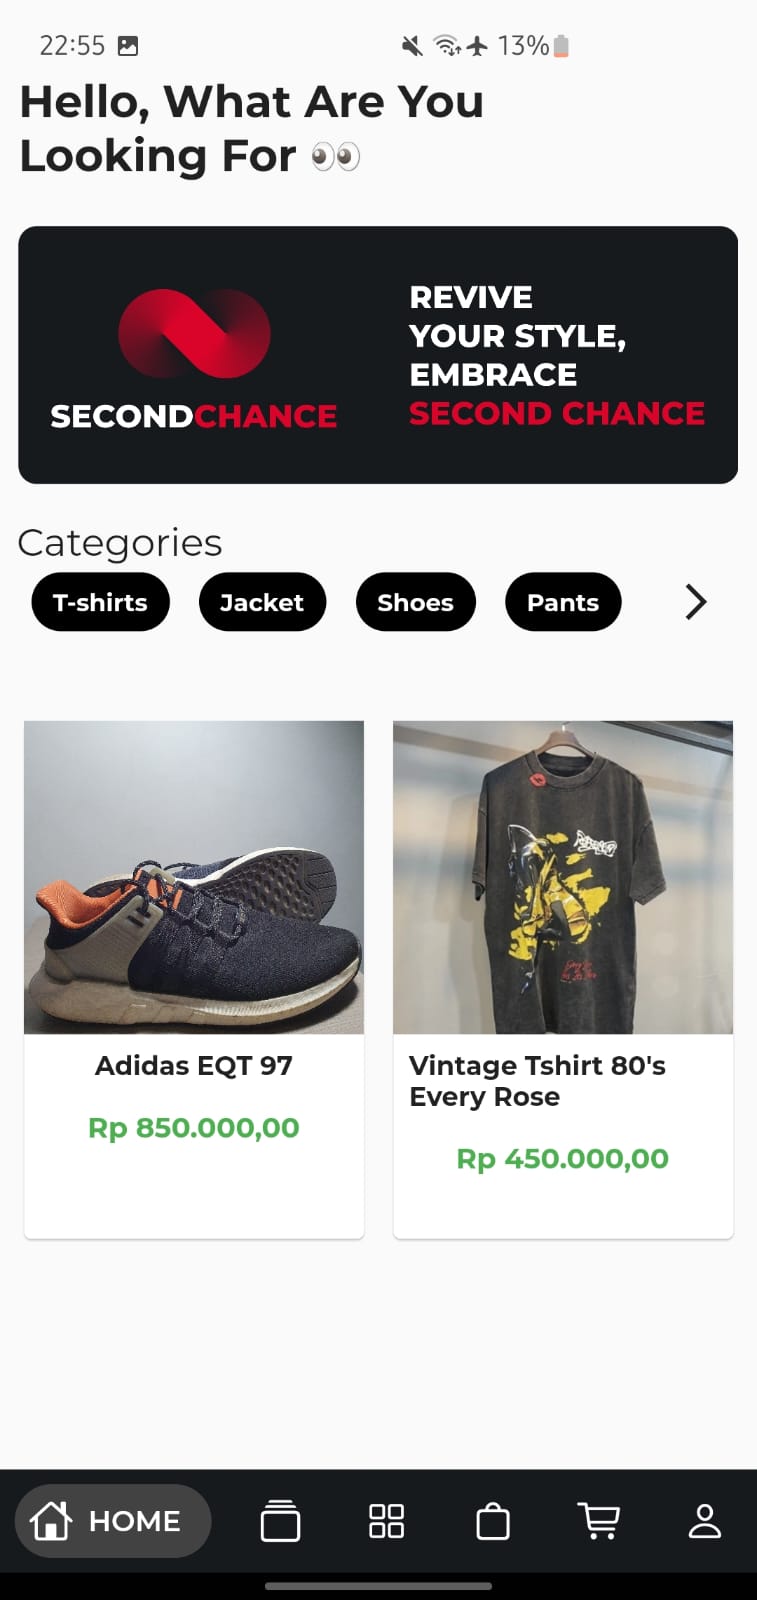 22:55
13%
Hello, What Are You
Looking For 👀
REVIVE
YOUR STYLE,
EMBRACE
SECOND CHANCE
SECONDCHANCE
Categories
T-shirts Jacket Shoes Pants
Adidas EQT 97
Rp 850.000,00
Vintage Tshirt 80's
Every Rose
Rp 450.000,00
HOME